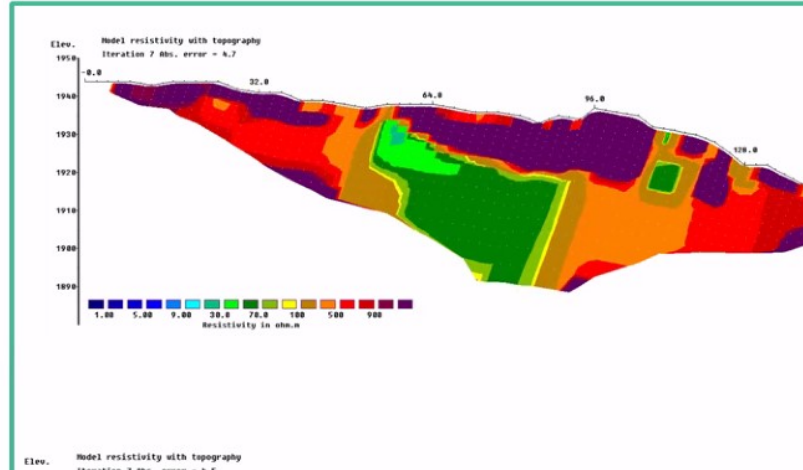 Elev.
Model resistivity with topography
Iteration 7 Abs. error = 4.7
1950
0.0
32.0
64.0
96.0
128.0
1940
1930
1920
1910
1900
1890
1.00 5.00 9.00 30.0 70.0 100 500 900
Resistivity in ohm.m
Elev.
Model resistivity with topography